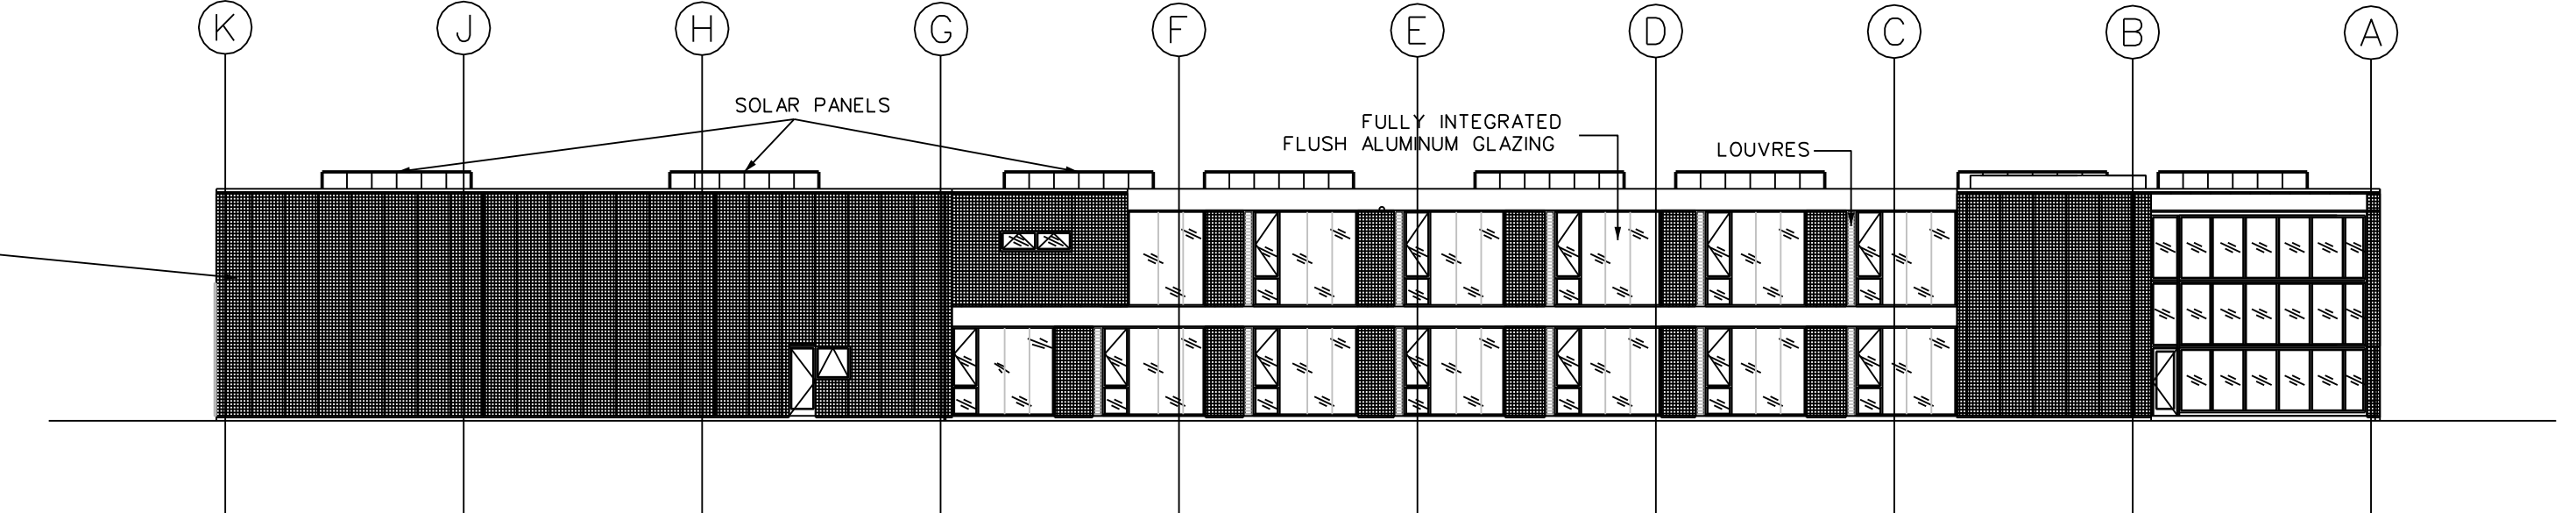 K J H G F E D C B A
SOLAR PANELS
FULLY INTEGRATED
FLUSH ALUMINUM GLAZING
LOUVRES